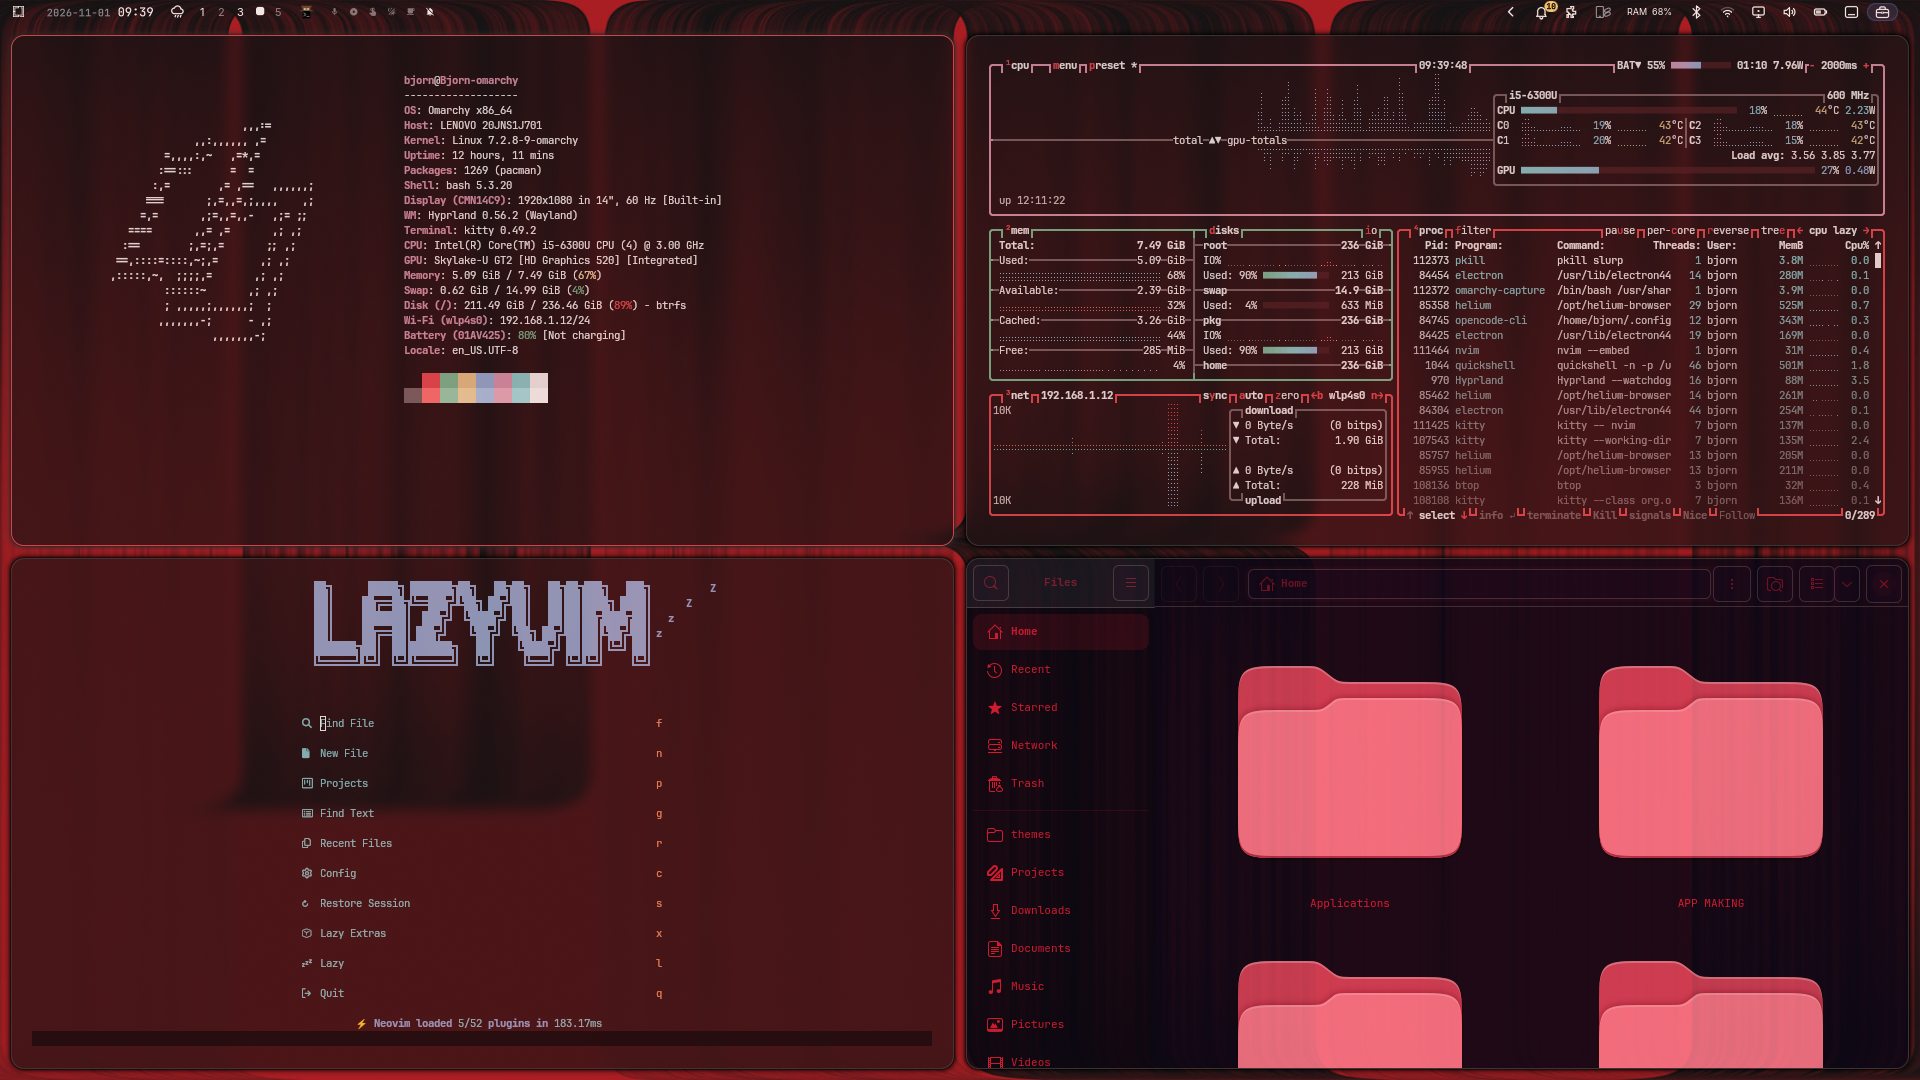 2026-11-01 09:39 1 2 3 5
18 RAM 68%
bjorn@Bjorn-omarchy
-------------------
OS: Omarchy x86_64
Host: LENOVO 20JNS1J701
Kernel: Linux 7.2.8-9-omarchy
Uptime: 12 hours, 11 mins
Packages: 1269 (pacman)
Shell: bash 5.3.20
Display (CMN14C9): 1920x1080 in 14", 60 Hz [Built-in]
WM: Hyprland 0.56.2 (Wayland)
Terminal: kitty 0.49.2
CPU: Intel(R) Core(TM) i5-6300U CPU (4) @ 3.00 GHz
GPU: Skylake-U GT2 [HD Graphics 520] [Integrated]
Memory: 5.09 GiB / 7.49 GiB (67%)
Swap: 0.62 GiB / 14.99 GiB (4%)
Disk (/): 211.49 GiB / 236.46 GiB (89%) - btrfs
Wi-Fi (wlp4s0): 192.168.1.12/24
Battery (01AV425): 80% [Not charging]
Locale: en_US.UTF-8
¹cpu menu preset * 09:39:48 BAT▼ 55% 01:10 7.96W - 2000ms +
i5-6300U 600 MHz
CPU 18% 44°C 2.23W
C0 19% 43°C C2 18% 43°C
C1 20% 42°C C3 15% 42°C
total ▲▼ gpu-totals
Load avg: 3.56 3.85 3.77
GPU 27% 0.48W
up 12:11:22
²mem
Total: 7.49 GiB
Used: 5.09 GiB
68%
Available: 2.39 GiB
32%
Cached: 3.26 GiB
44%
Free: 285 MiB
4%
disks io
root 236 GiB
IO%
Used: 90% 213 GiB
swap 14.9 GiB
Used: 4% 633 MiB
pkg 236 GiB
IO%
Used: 90% 213 GiB
home 236 GiB
³net 192.168.1.12 sync auto zero ←b wlp4s0 n→
10K
download
▼ 0 Byte/s (0 bitps)
▼ Total: 1.90 GiB
▲ 0 Byte/s (0 bitps)
▲ Total: 228 MiB
upload
10K
⁴proc filter pause per-core reverse tree ← cpu lazy →
Pid: Program: Command: Threads: User: MemB Cpu% ↑
112373 pkill pkill slurp 1 bjorn 3.8M 0.0
84454 electron /usr/lib/electron44 14 bjorn 280M 0.1
112372 omarchy-capture /bin/bash /usr/shar 1 bjorn 3.9M 0.0
85358 helium /opt/helium-browser 29 bjorn 525M 0.7
84745 opencode-cli /home/bjorn/.config 12 bjorn 343M 0.3
84425 electron /usr/lib/electron44 19 bjorn 169M 0.0
111464 nvim nvim --embed 1 bjorn 31M 0.4
1044 quickshell quickshell -n -p /u 46 bjorn 501M 1.8
970 Hyprland Hyprland --watchdog 16 bjorn 88M 3.5
85462 helium /opt/helium-browser 14 bjorn 261M 0.0
84304 electron /usr/lib/electron44 44 bjorn 254M 0.1
111425 kitty kitty -- nvim 7 bjorn 137M 0.0
107543 kitty kitty --working-dir 7 bjorn 135M 2.4
85757 helium /opt/helium-browser 13 bjorn 205M 0.0
85955 helium /opt/helium-browser 13 bjorn 211M 0.0
108136 btop btop 3 bjorn 32M 0.4
108108 kitty kitty --class org.o 7 bjorn 136M 0.1 ↓
↑ select ↓ info ↵ terminate Kill signals Nice Follow 0/289
LAZYVIM z z z Z
Find File f
New File n
Projects p
Find Text g
Recent Files r
Config c
Restore Session s
Lazy Extras x
Lazy l
Quit q
⚡ Neovim loaded 5/52 plugins in 183.17ms
Files
Home
Home
Recent
Starred
Network
Trash
themes
Projects
Downloads
Documents
Music
Pictures
Videos
Applications
APP MAKING